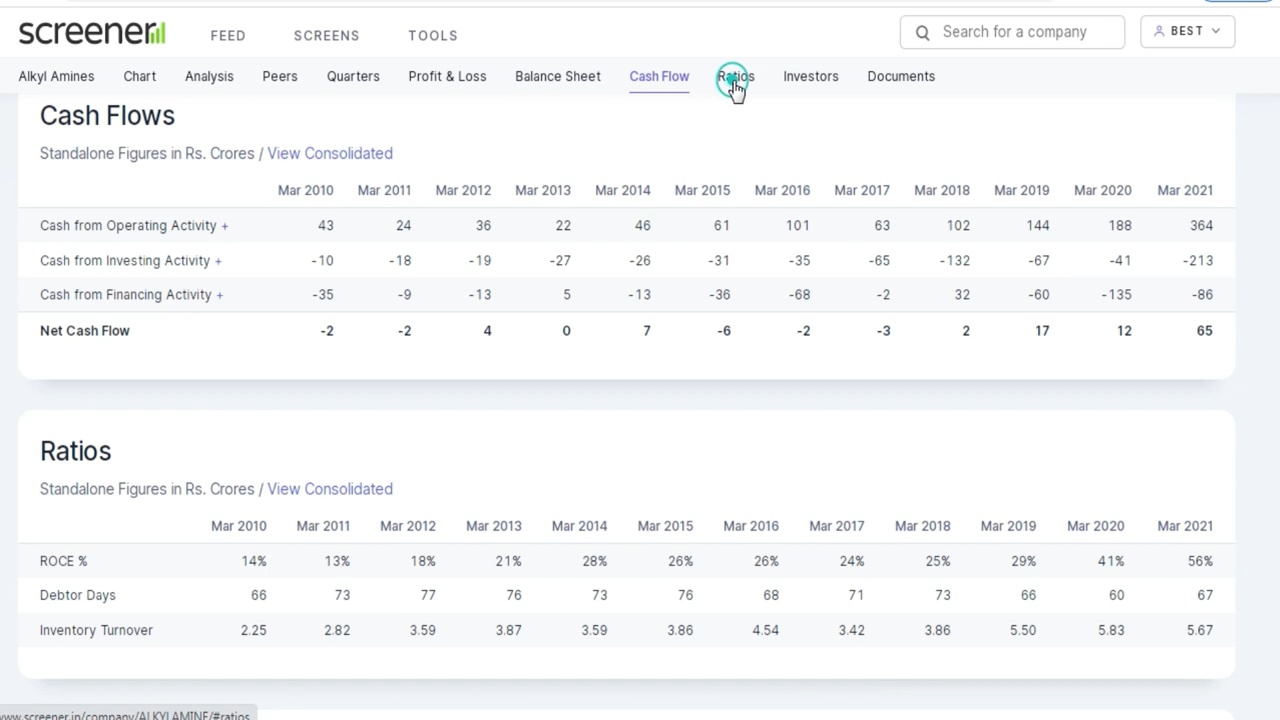 screener
FEED SCREENS TOOLS
Search for a company
BEST
Alkyl Amines Chart Analysis Peers Quarters Profit & Loss Balance Sheet Cash Flow Ratios Investors Documents
Cash Flows
Standalone Figures in Rs. Crores / View Consolidated
Mar 2010 Mar 2011 Mar 2012 Mar 2013 Mar 2014 Mar 2015 Mar 2016 Mar 2017 Mar 2018 Mar 2019 Mar 2020 Mar 2021
Cash from Operating Activity + 43 24 36 22 46 61 101 63 102 144 188 364
Cash from Investing Activity + -10 -18 -19 -27 -26 -31 -35 -65 -132 -67 -41 -213
Cash from Financing Activity + -35 -9 -13 5 -13 -36 -68 -2 32 -60 -135 -86
Net Cash Flow -2 -2 4 0 7 -6 -2 -3 2 17 12 65
Ratios
Standalone Figures in Rs. Crores / View Consolidated
Mar 2010 Mar 2011 Mar 2012 Mar 2013 Mar 2014 Mar 2015 Mar 2016 Mar 2017 Mar 2018 Mar 2019 Mar 2020 Mar 2021
ROCE % 14% 13% 18% 21% 28% 26% 26% 24% 25% 29% 41% 56%
Debtor Days 66 73 77 76 73 76 68 71 73 66 60 67
Inventory Turnover 2.25 2.82 3.59 3.87 3.59 3.86 4.54 3.42 3.86 5.50 5.83 5.67
www.screener.in/company/ALKYLAMINE/#ratios